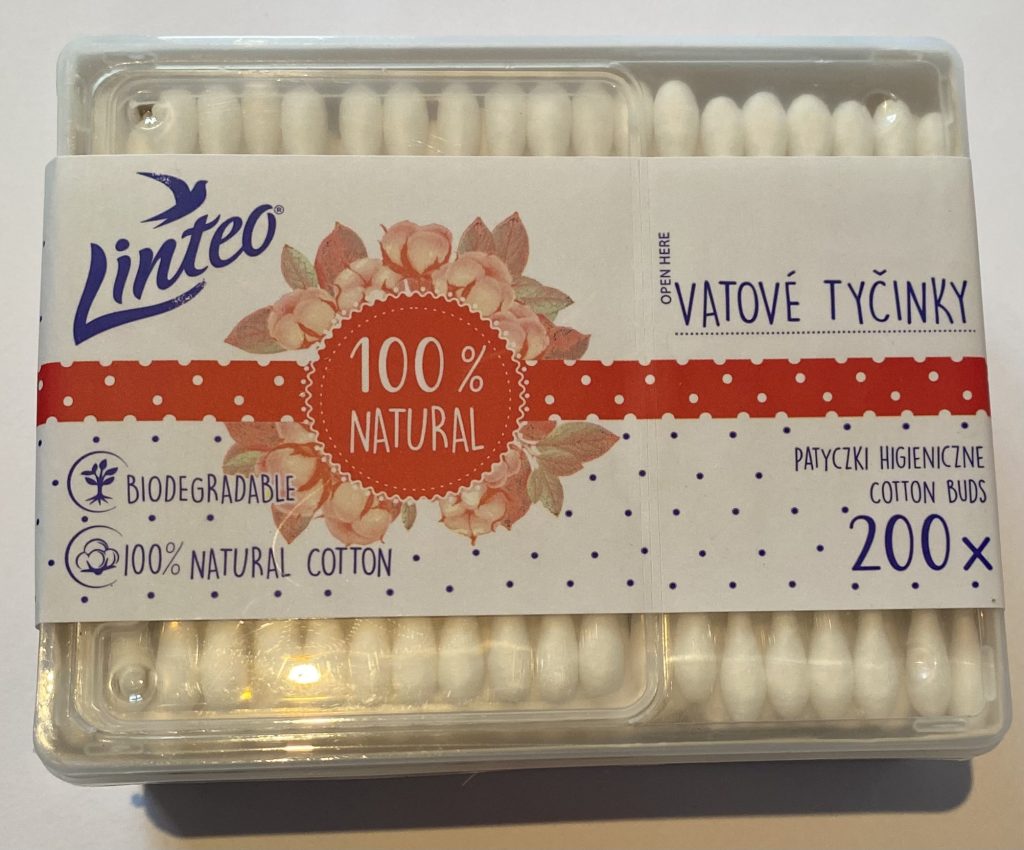 Linteo®
OPEN HERE
VATOVÉ TYČINKY
100 %
NATURAL
BIODEGRADABLE
100% NATURAL COTTON
PATYCZKI HIGIENICZNE
COTTON BUDS
200 x